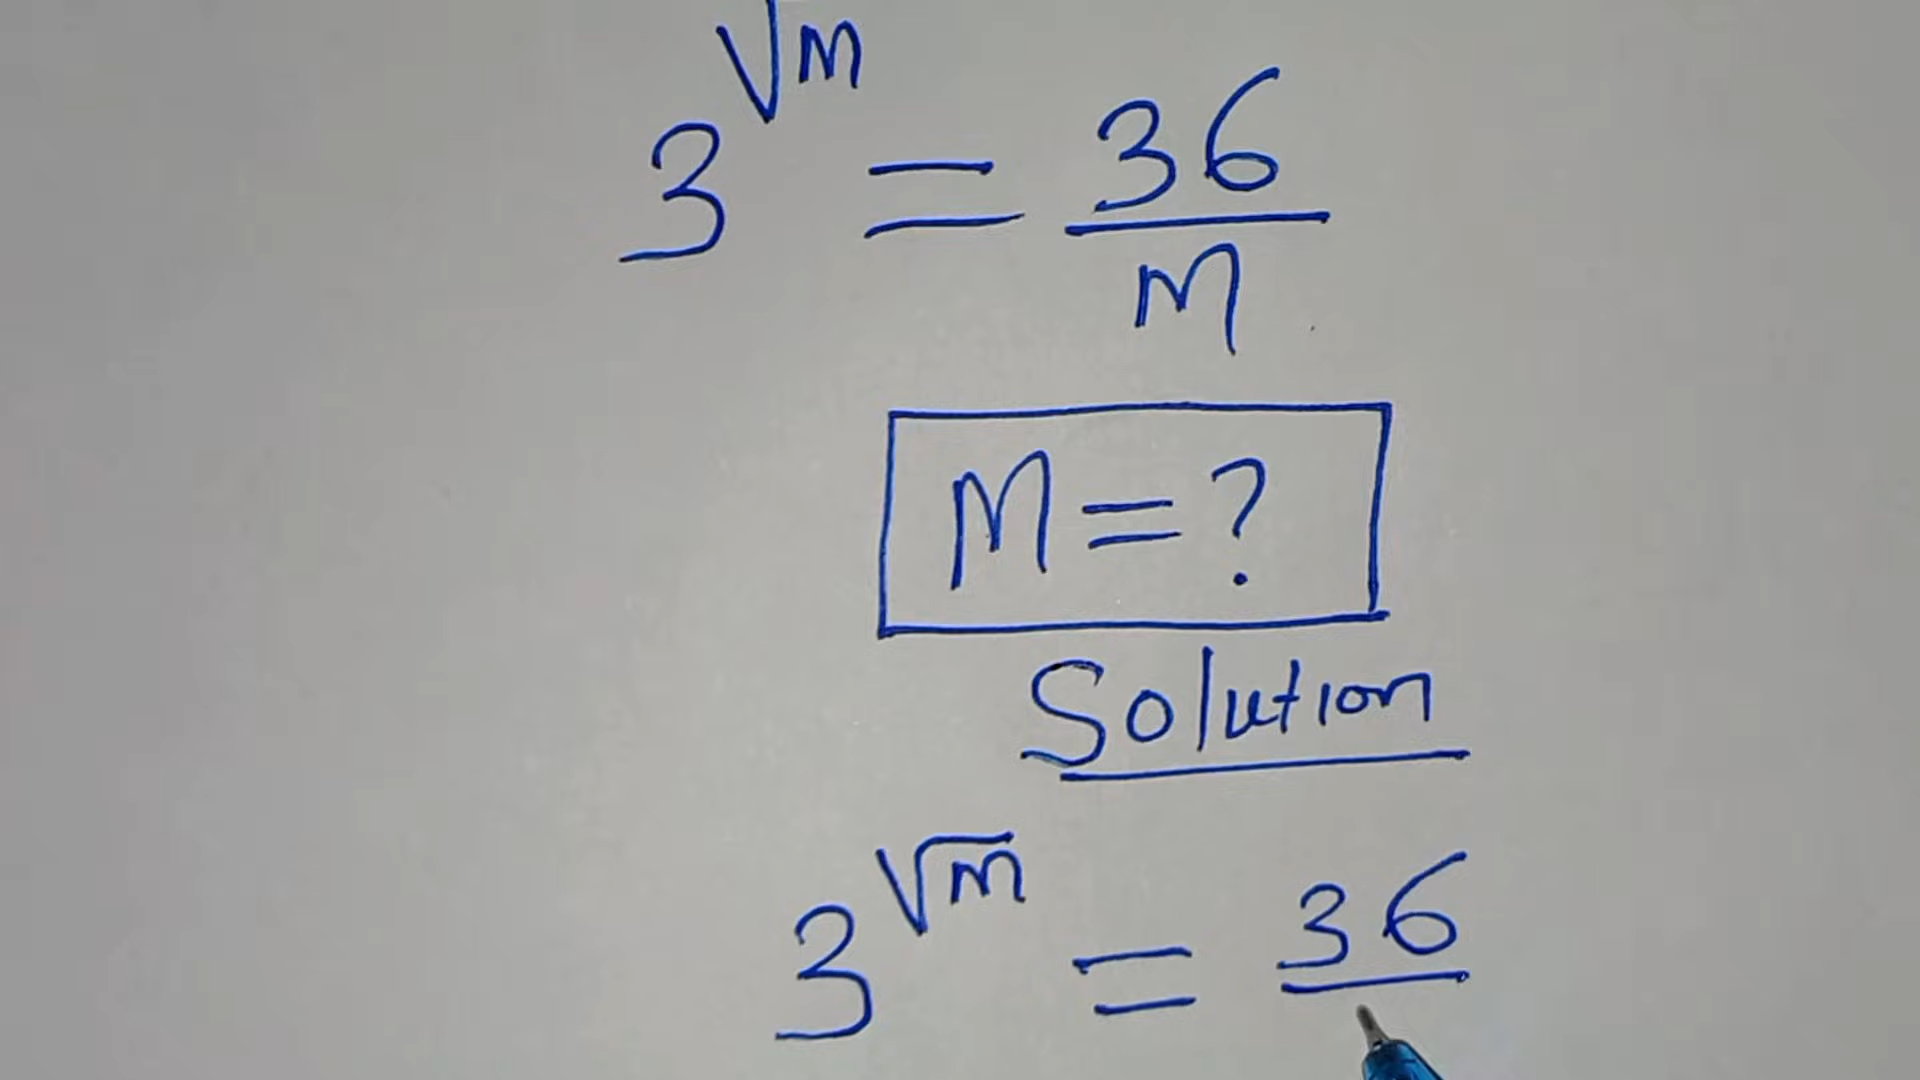 3^√m = 36/m
M = ?
Solution
3^√m = 36